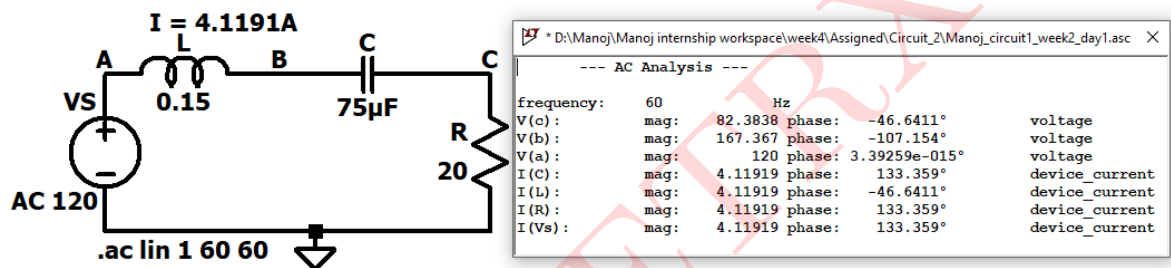 I = 4.1191A
L
A
B
C
C
VS
0.15
75µF
R
20
AC 120
.ac lin 1 60 60
* D:\Manoj\Manoj internship workspace\week4\Assigned\Circuit_2\Manoj_circuit1_week2_day1.asc
--- AC Analysis ---
frequency: 60 Hz
V(c): mag: 82.3838 phase: -46.6411° voltage
V(b): mag: 167.367 phase: -107.154° voltage
V(a): mag: 120 phase: 3.39259e-015° voltage
I(C): mag: 4.11919 phase: 133.359° device_current
I(L): mag: 4.11919 phase: -46.6411° device_current
I(R): mag: 4.11919 phase: 133.359° device_current
I(Vs): mag: 4.11919 phase: 133.359° device_current